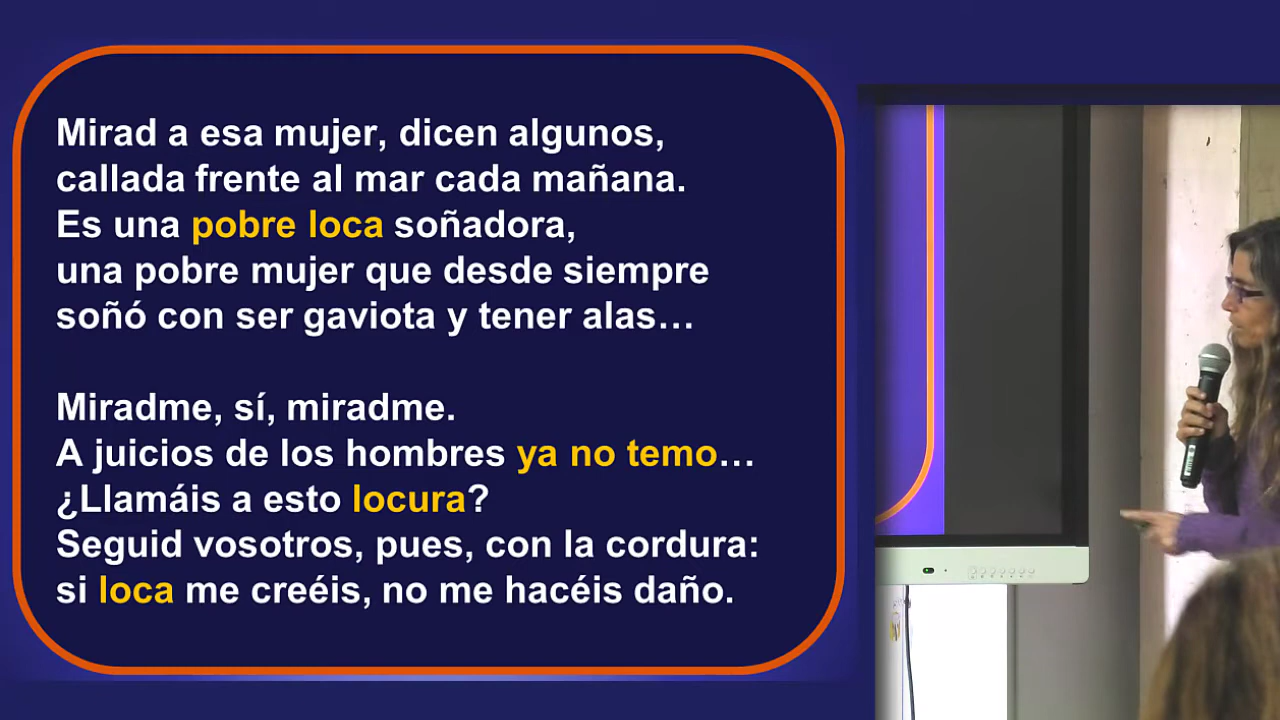 Mirad a esa mujer, dicen algunos,
callada frente al mar cada mañana.
Es una pobre loca soñadora,
una pobre mujer que desde siempre
soñó con ser gaviota y tener alas…
Miradme, sí, miradme.
A juicios de los hombres ya no temo…
¿Llamáis a esto locura?
Seguid vosotros, pues, con la cordura:
si loca me creéis, no me hacéis daño.